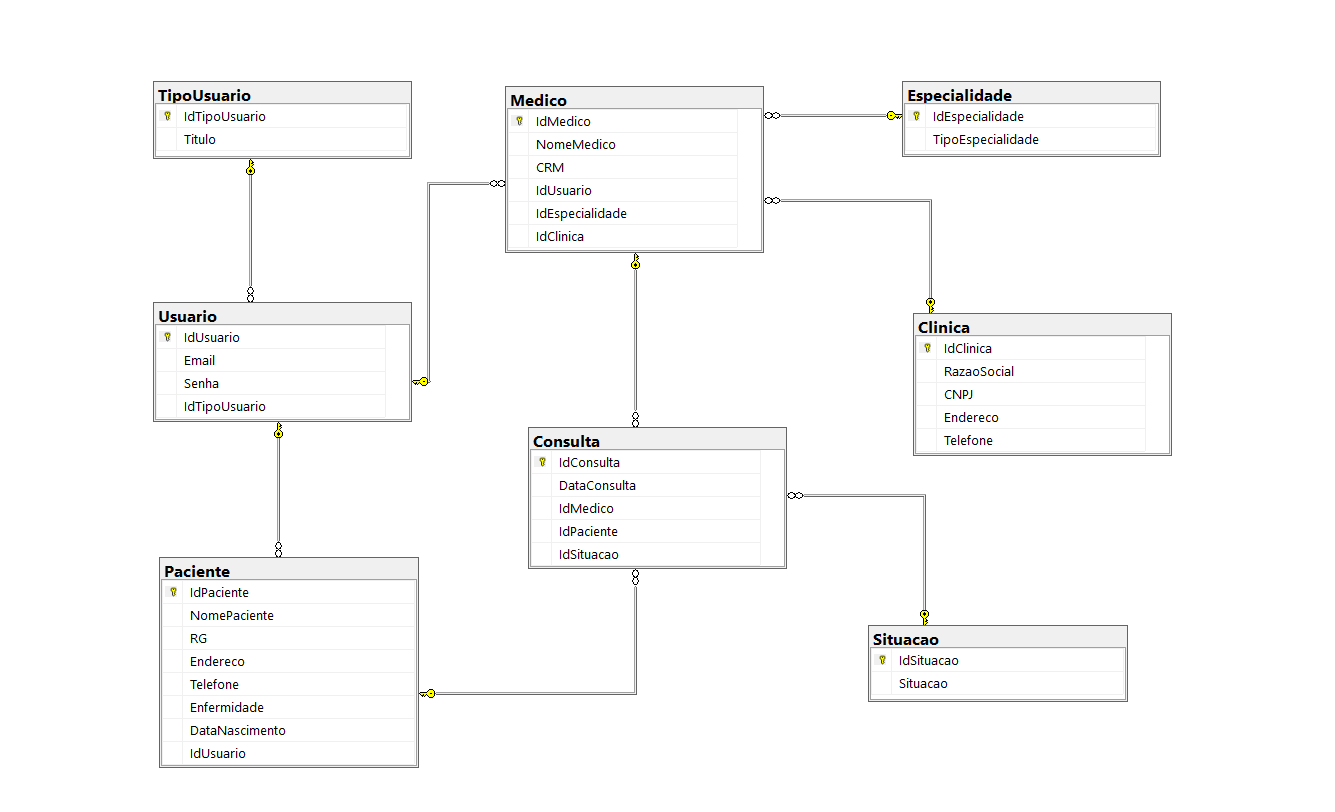 TipoUsuario
IdTipoUsuario
Titulo
Medico
IdMedico
NomeMedico
CRM
IdUsuario
IdEspecialidade
IdClinica
Especialidade
IdEspecialidade
TipoEspecialidade
Usuario
IdUsuario
Email
Senha
IdTipoUsuario
Clinica
IdClinica
RazaoSocial
CNPJ
Endereco
Telefone
Consulta
IdConsulta
DataConsulta
IdMedico
IdPaciente
IdSituacao
Paciente
IdPaciente
NomePaciente
RG
Endereco
Telefone
Enfermidade
DataNascimento
IdUsuario
Situacao
IdSituacao
Situacao